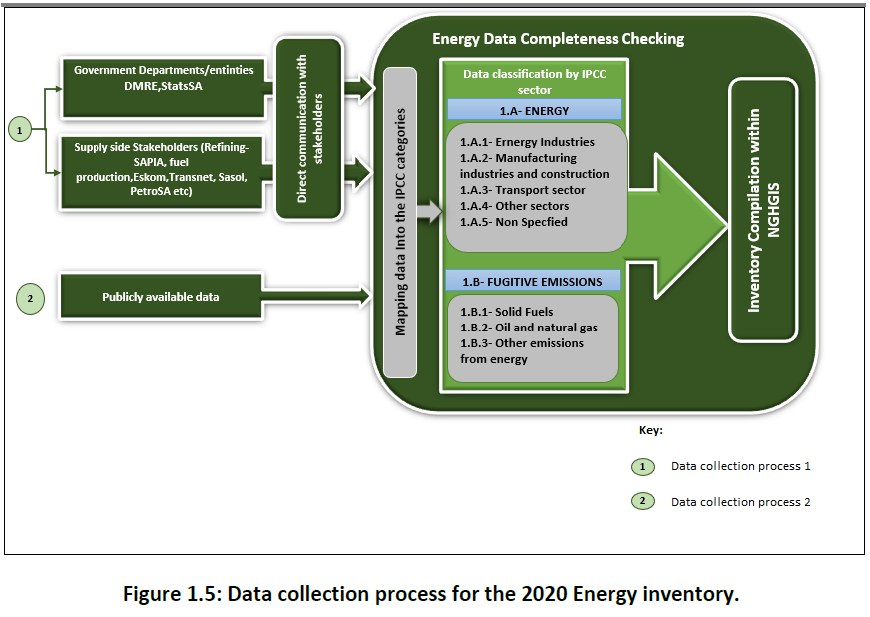 Energy Data Completeness Checking
1
Government Departments/entinties
DMRE,StatsSA
Supply side Stakeholders (Refining-
SAPIA, fuel
production,Eskom,Transnet, Sasol,
PetroSA etc)
Direct communication with
stakeholders
2
Publicly available data
Mapping data Into the IPCC categories
Data classification by IPCC
sector
1.A- ENERGY
1.A.1- Ernergy Industries
1.A.2- Manufacturing
industries and construction
1.A.3- Transport sector
1.A.4- Other sectors
1.A.5- Non Specfied
1.B- FUGITIVE EMISSIONS
1.B.1- Solid Fuels
1.B.2- Oil and natural gas
1.B.3- Other emissions
from energy
Inventory Compilation within
NGHGIS
Key:
1 Data collection process 1
2 Data collection process 2
Figure 1.5: Data collection process for the 2020 Energy inventory.